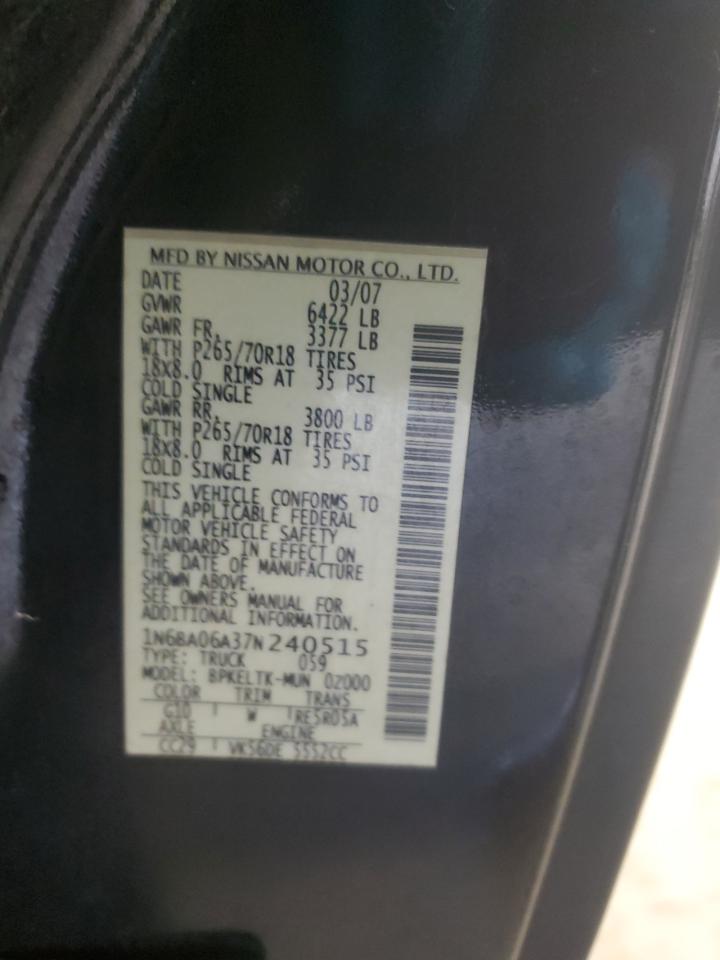 MFD BY NISSAN MOTOR CO., LTD.
DATE 03/07
GVWR 6422 LB
GAWR FR. 3377 LB
WITH P265/70R18 TIRES
18X8.0 RIMS AT 35 PSI
COLD SINGLE
GAWR RR. 3800 LB
WITH P265/70R18 TIRES
18X8.0 RIMS AT 35 PSI
COLD SINGLE
THIS VEHICLE CONFORMS TO
ALL APPLICABLE FEDERAL
MOTOR VEHICLE SAFETY
STANDARDS IN EFFECT ON
THE DATE OF MANUFACTURE
SHOWN ABOVE.
SEE OWNERS MANUAL FOR
ADDITIONAL INFORMATION.
1N6BA06A37N240515
TYPE: TRUCK 059
MODEL: BPKELTK-MUN 02000
COLOR TRIM TRANS
G10 W RE5R05A
AXLE ENGINE
CC29 VK56DE 5552CC